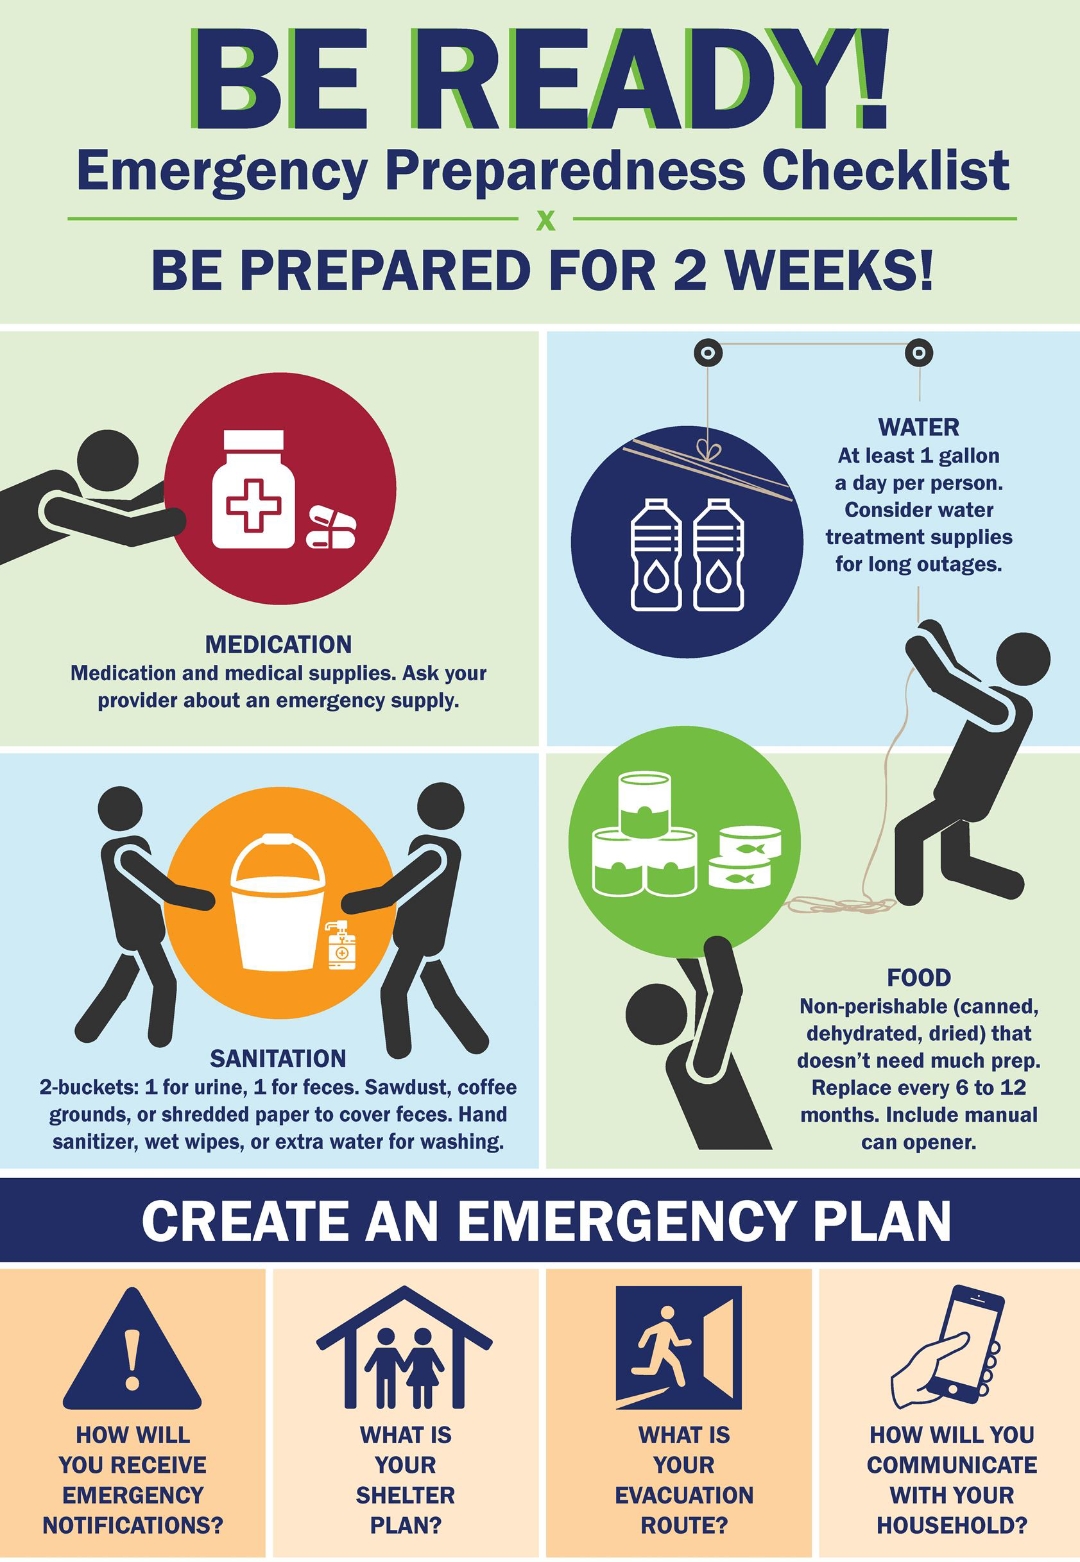 BE READY!
Emergency Preparedness Checklist
x
BE PREPARED FOR 2 WEEKS!
MEDICATION
Medication and medical supplies. Ask your
provider about an emergency supply.
WATER
At least 1 gallon
a day per person.
Consider water
treatment supplies
for long outages.
SANITATION
2-buckets: 1 for urine, 1 for feces. Sawdust, coffee
grounds, or shredded paper to cover feces. Hand
sanitizer, wet wipes, or extra water for washing.
FOOD
Non-perishable (canned,
dehydrated, dried) that
doesn't need much prep.
Replace every 6 to 12
months. Include manual
can opener.
CREATE AN EMERGENCY PLAN
HOW WILL
YOU RECEIVE
EMERGENCY
NOTIFICATIONS?
WHAT IS
YOUR
SHELTER
PLAN?
WHAT IS
YOUR
EVACUATION
ROUTE?
HOW WILL YOU
COMMUNICATE
WITH YOUR
HOUSEHOLD?